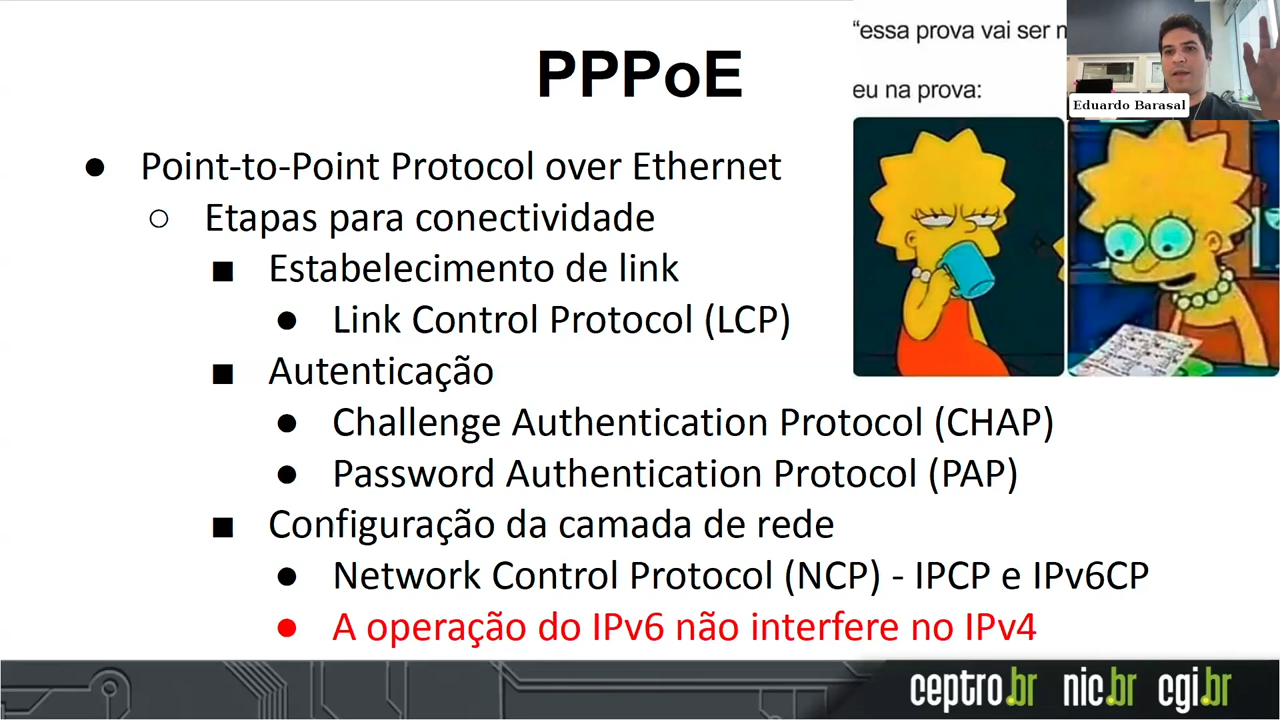 PPPoE
"essa prova vai ser
eu na prova:
Eduardo Barasal
● Point-to-Point Protocol over Ethernet
○ Etapas para conectividade
■ Estabelecimento de link
● Link Control Protocol (LCP)
■ Autenticação
● Challenge Authentication Protocol (CHAP)
● Password Authentication Protocol (PAP)
■ Configuração da camada de rede
● Network Control Protocol (NCP) - IPCP e IPv6CP
● A operação do IPv6 não interfere no IPv4
ceptro.br nic.br cgi.br